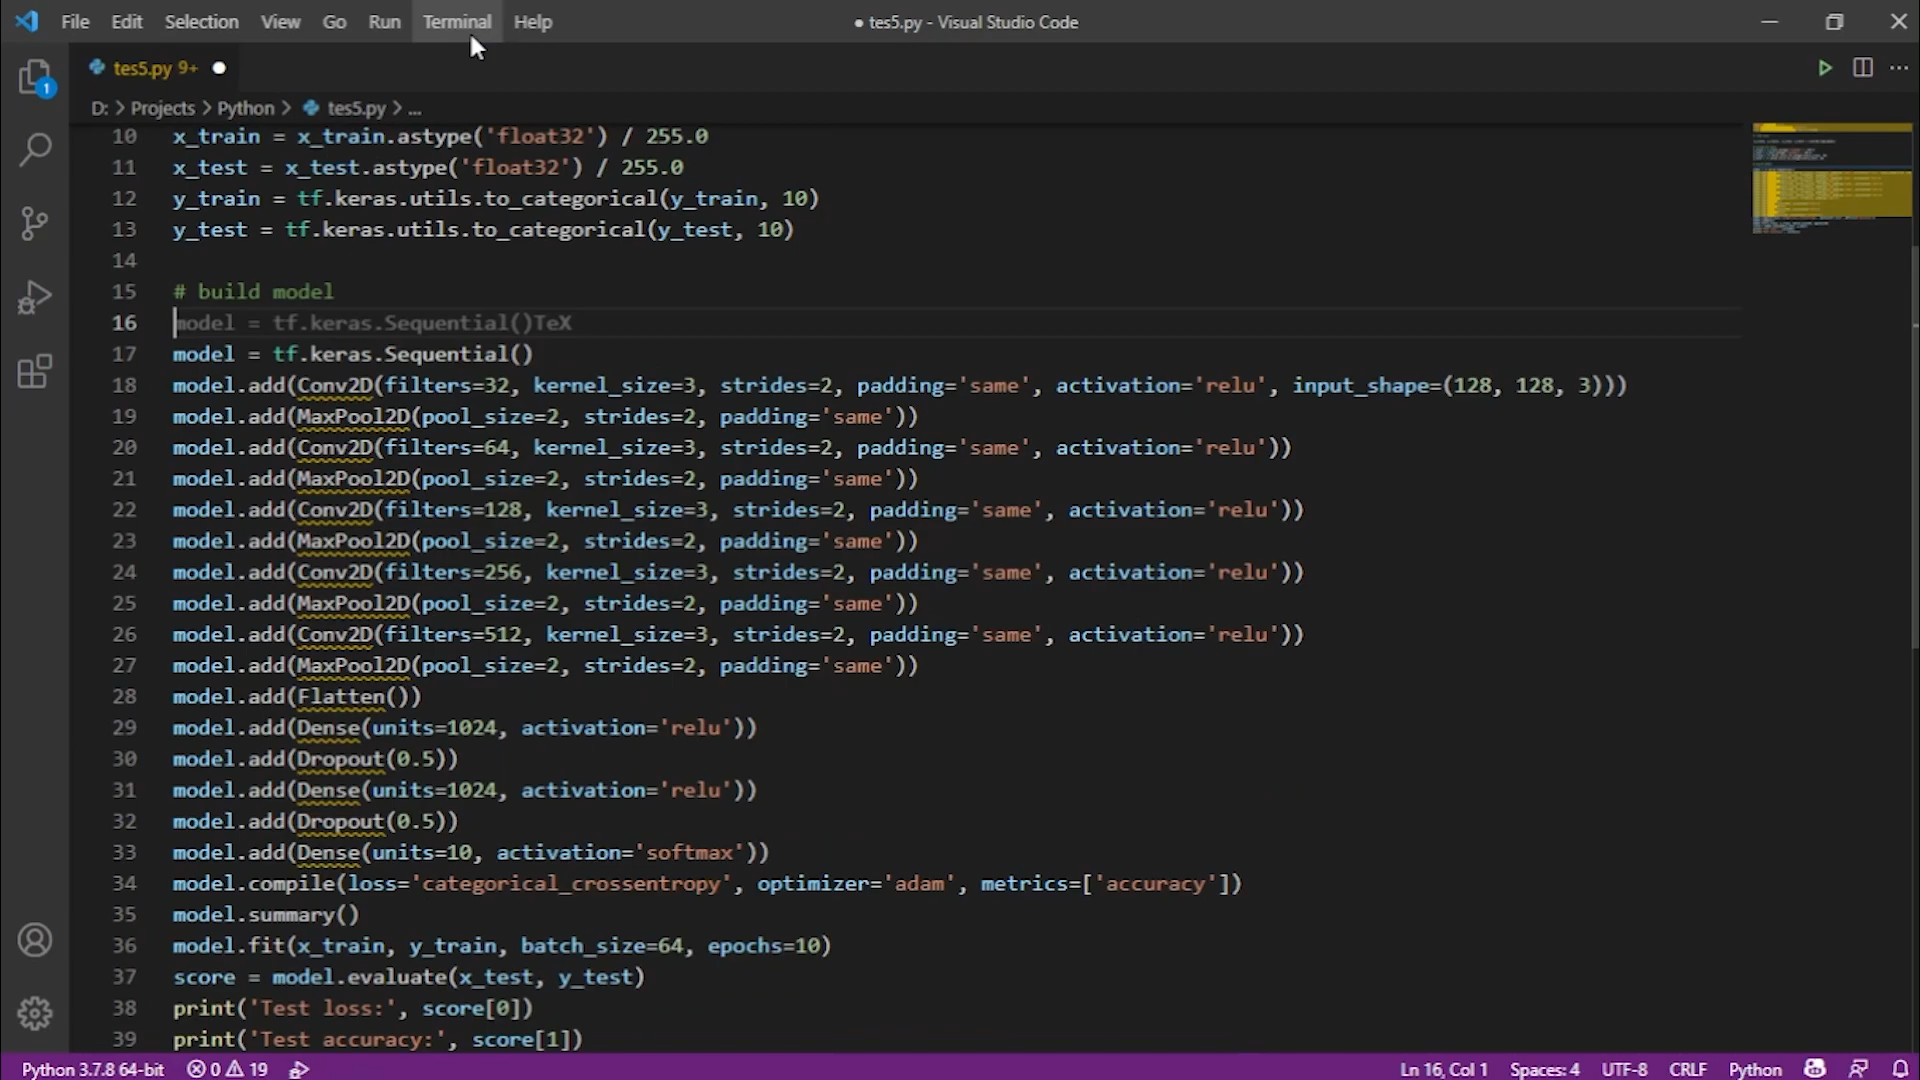 File Edit Selection View Go Run Terminal Help
● tes5.py - Visual Studio Code
1
tes5.py 9+ ●
D: > Projects > Python > tes5.py > ...
10 x_train = x_train.astype('float32') / 255.0
11 x_test = x_test.astype('float32') / 255.0
12 y_train = tf.keras.utils.to_categorical(y_train, 10)
13 y_test = tf.keras.utils.to_categorical(y_test, 10)
14
15 # build model
16 model = tf.keras.Sequential()TeX
17 model = tf.keras.Sequential()
18 model.add(Conv2D(filters=32, kernel_size=3, strides=2, padding='same', activation='relu', input_shape=(128, 128, 3)))
19 model.add(MaxPool2D(pool_size=2, strides=2, padding='same'))
20 model.add(Conv2D(filters=64, kernel_size=3, strides=2, padding='same', activation='relu'))
21 model.add(MaxPool2D(pool_size=2, strides=2, padding='same'))
22 model.add(Conv2D(filters=128, kernel_size=3, strides=2, padding='same', activation='relu'))
23 model.add(MaxPool2D(pool_size=2, strides=2, padding='same'))
24 model.add(Conv2D(filters=256, kernel_size=3, strides=2, padding='same', activation='relu'))
25 model.add(MaxPool2D(pool_size=2, strides=2, padding='same'))
26 model.add(Conv2D(filters=512, kernel_size=3, strides=2, padding='same', activation='relu'))
27 model.add(MaxPool2D(pool_size=2, strides=2, padding='same'))
28 model.add(Flatten())
29 model.add(Dense(units=1024, activation='relu'))
30 model.add(Dropout(0.5))
31 model.add(Dense(units=1024, activation='relu'))
32 model.add(Dropout(0.5))
33 model.add(Dense(units=10, activation='softmax'))
34 model.compile(loss='categorical_crossentropy', optimizer='adam', metrics=['accuracy'])
35 model.summary()
36 model.fit(x_train, y_train, batch_size=64, epochs=10)
37 score = model.evaluate(x_test, y_test)
38 print('Test loss:', score[0])
39 print('Test accuracy:', score[1])
Python 3.7.8 64-bit 0 19 Ln 16, Col 1 Spaces: 4 UTF-8 CRLF Python